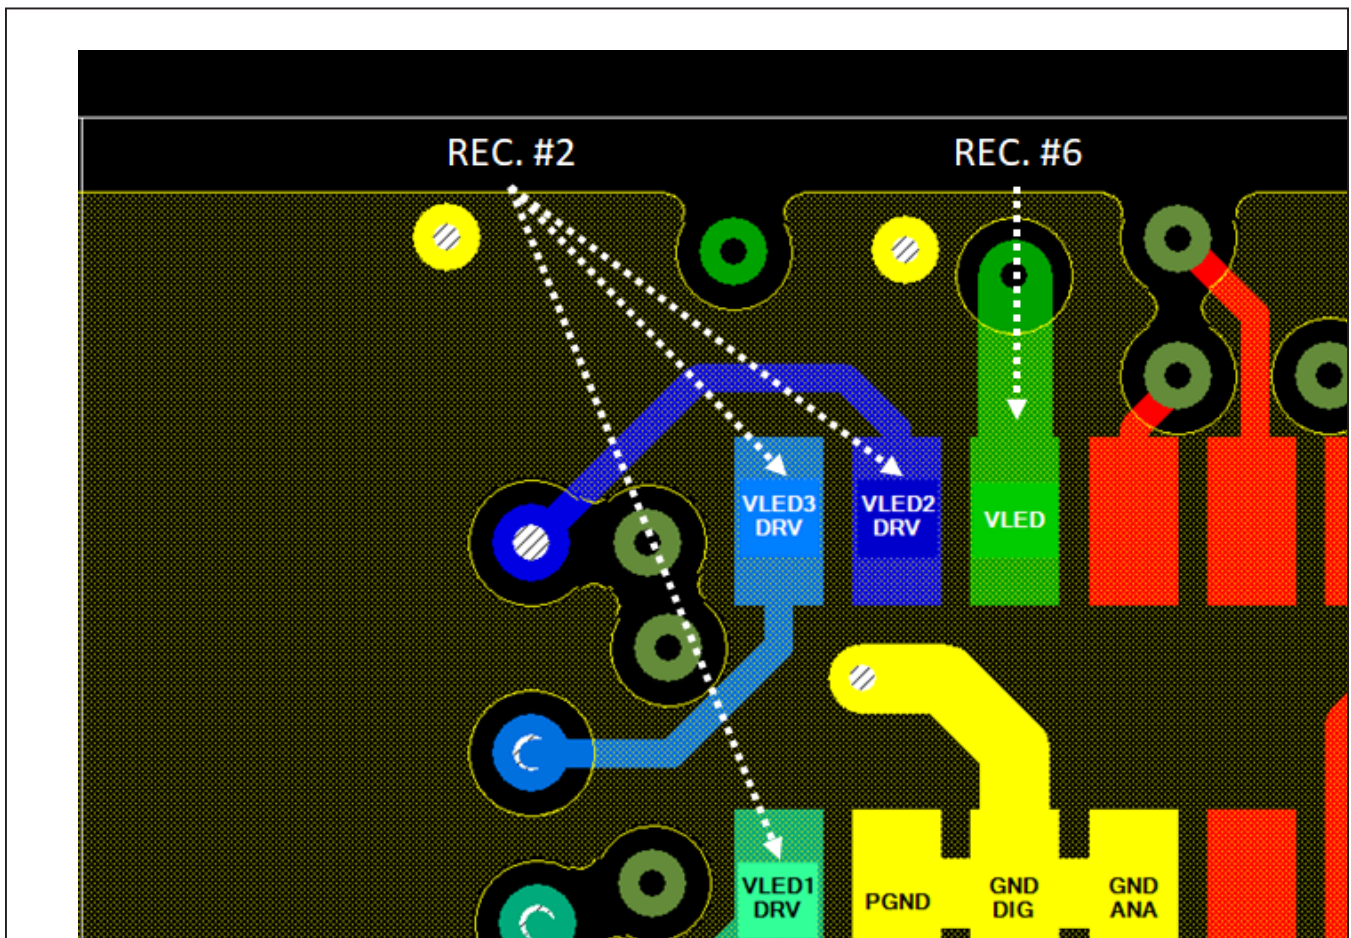 REC. #2
REC. #6
VLED3
DRV
VLED2
DRV
VLED
VLED1
DRV
PGND
GND
DIG
GND
ANA